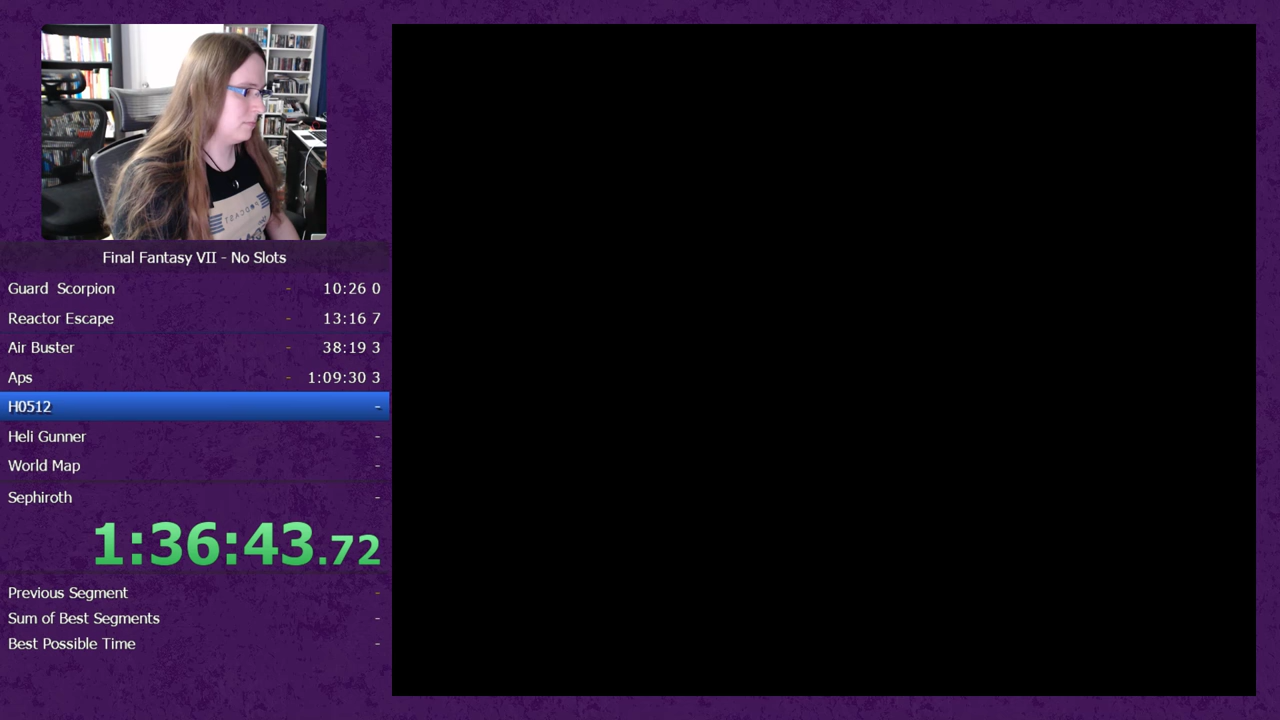 Final Fantasy VII - No Slots
Guard Scorpion - 10:26 0
Reactor Escape - 13:16 7
Air Buster - 38:19 3
Aps - 1:09:30 3
H0512 -
Heli Gunner -
World Map -
Sephiroth -
1:36:43.72
Previous Segment -
Sum of Best Segments -
Best Possible Time -